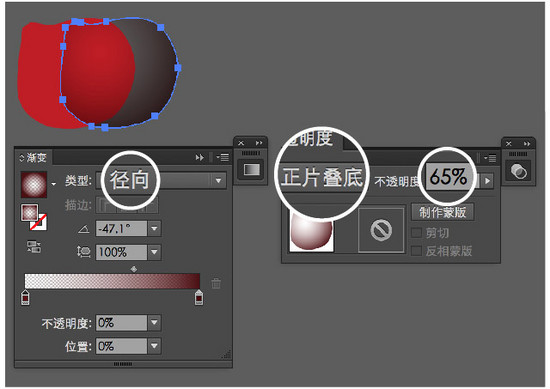 渐变
类型: 径向
描边:
-47.1°
100%
不透明度: 0%
位置: 0%
透明度
正片叠底
不透明度 65%
制作蒙版
剪切
反相蒙版